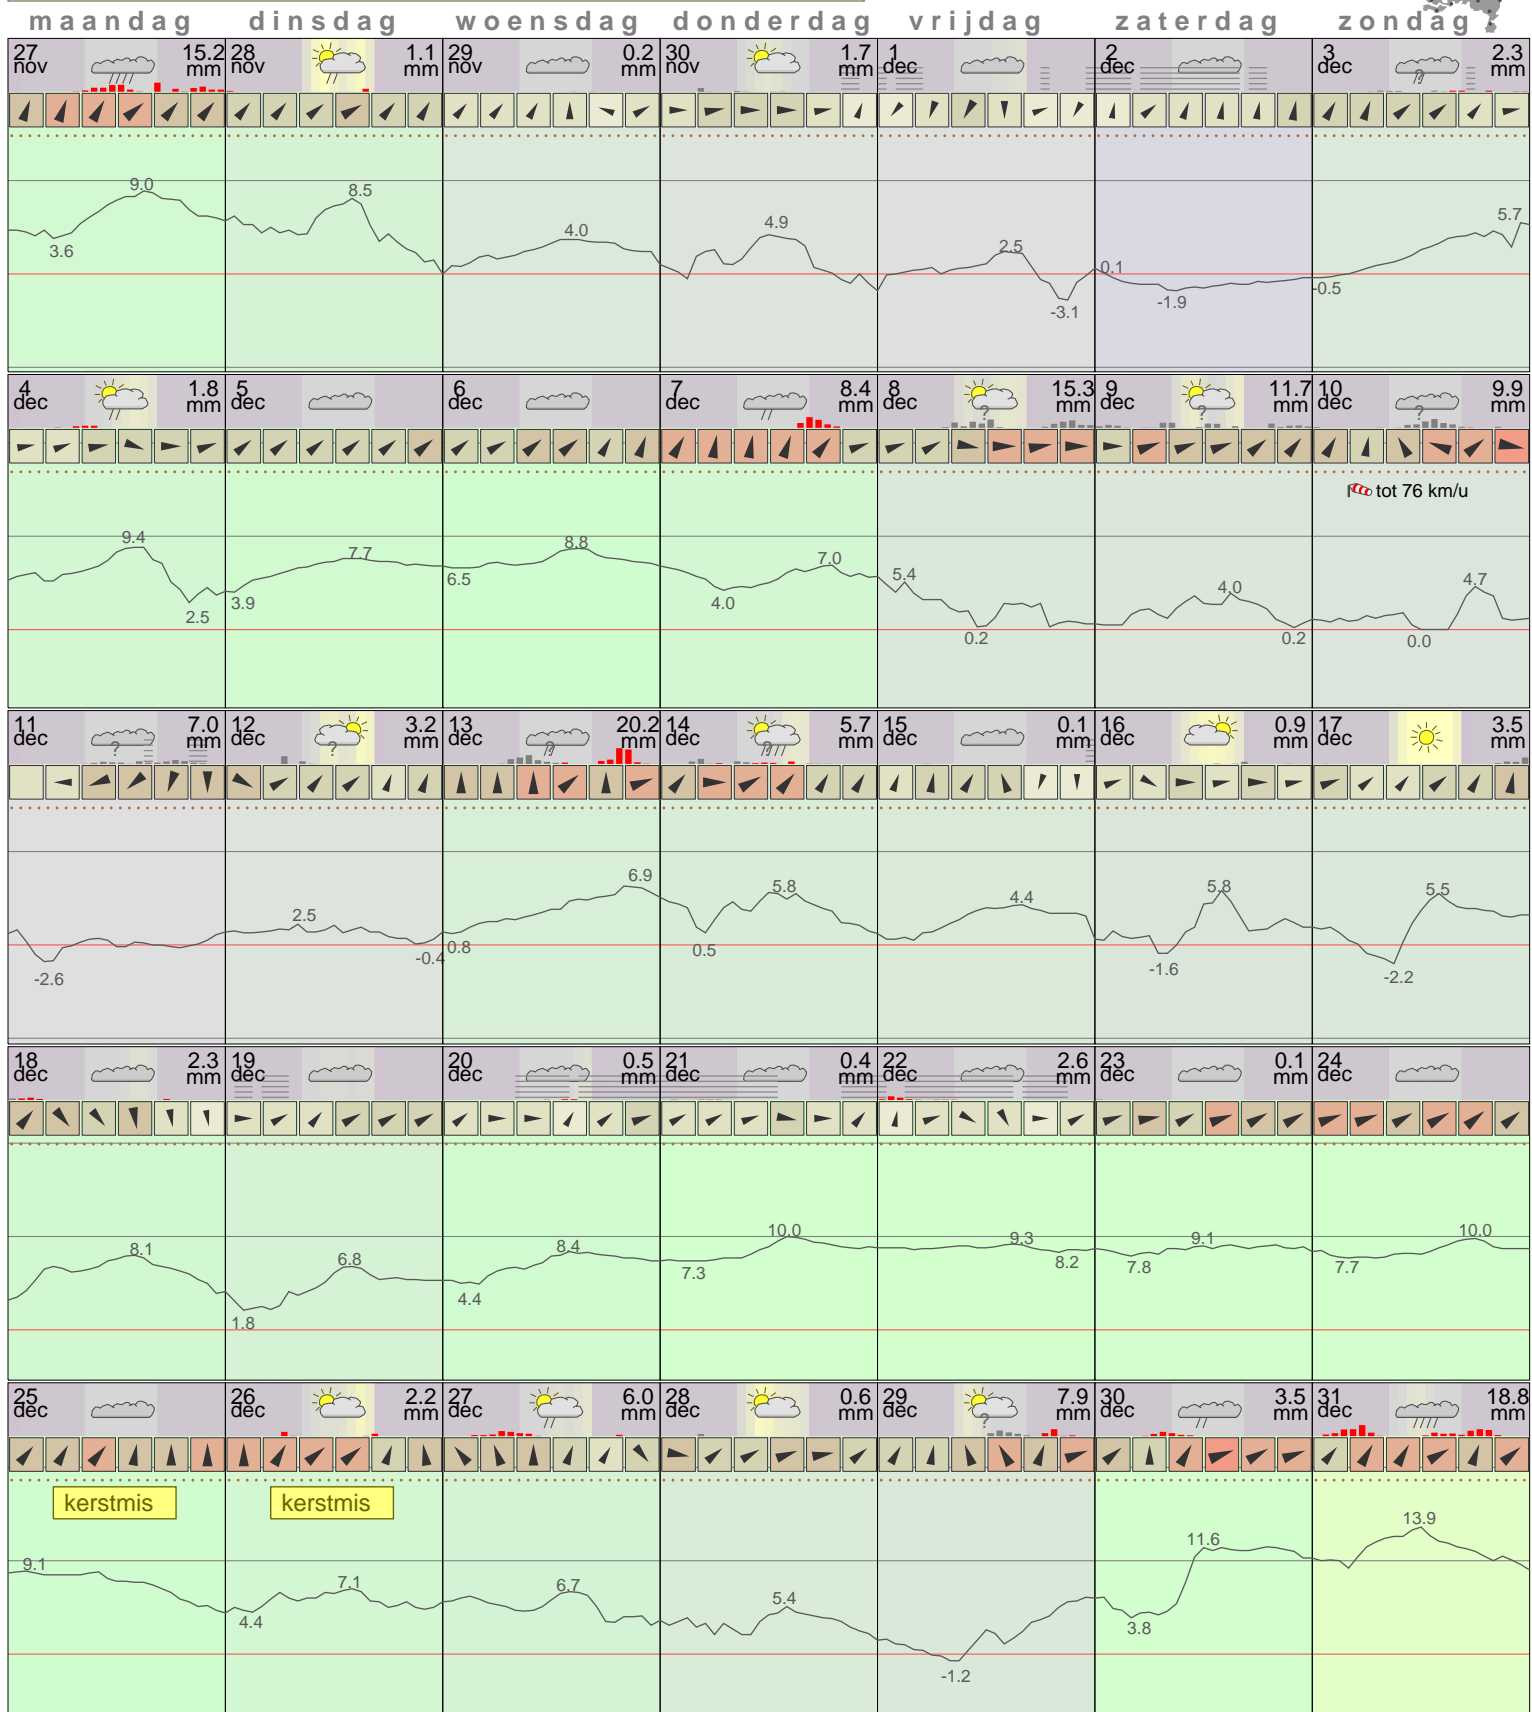 maandag dinsdag woensdag donderdag vrijdag zaterdag zondag
27 nov 15.2 mm 28 nov 1.1 mm 29 nov 0.2 mm 30 nov 1.7 mm 1 dec 2 dec 3 dec 2.3 mm
9.0 3.6 8.5 4.0 4.9 2.5 -3.1 0.1 -1.9 -0.5 5.7
4 dec 1.8 mm 5 dec 6 dec 7 dec 8.4 mm 8 dec 15.3 mm 9 dec 11.7 mm 10 dec 9.9 mm
? ? ?
tot 76 km/u
9.4 2.5 3.9 7.7 6.5 8.8 4.0 7.0 5.4 0.2 4.0 0.2 0.0 4.7
11 dec 7.0 mm 12 dec 3.2 mm 13 dec 20.2 mm 14 dec 5.7 mm 15 dec 0.1 mm 16 dec 0.9 mm 17 dec 3.5 mm
? ? ? ?
-2.6 2.5 -0.4 0.8 6.9 0.5 5.8 4.4 -1.6 5.8 -2.2 5.5
18 dec 2.3 mm 19 dec 20 dec 0.5 mm 21 dec 0.4 mm 22 dec 2.6 mm 23 dec 0.1 mm 24 dec
8.1 1.8 6.8 4.4 8.4 7.3 10.0 9.3 8.2 7.8 9.1 7.7 10.0
25 dec 26 dec 2.2 mm 27 dec 6.0 mm 28 dec 0.6 mm 29 dec 7.9 mm 30 dec 3.5 mm 31 dec 18.8 mm
?
kerstmis kerstmis
9.1 4.4 7.1 6.7 5.4 -1.2 3.8 11.6 13.9